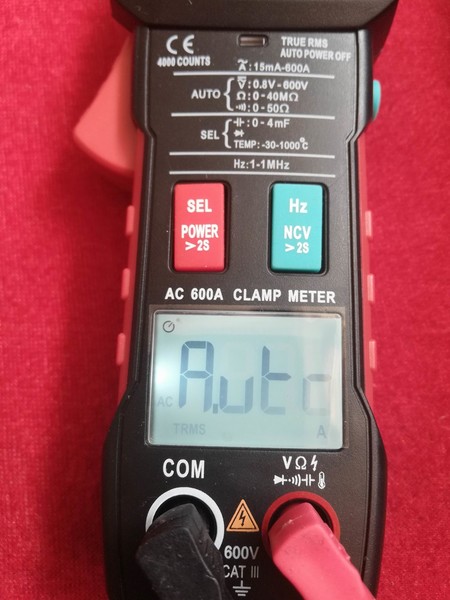 CE TRUE RMS
4000 COUNTS AUTO POWER OFF
A: 15mA-600A
AUTO V: 0.8V - 600V
Ω: 0 - 40MΩ
0 - 50Ω
SEL 0 - 4mF
TEMP: -30-1000°C
Hz: 1-1MHz
SEL
POWER
>2S
Hz
NCV
>2S
AC 600A CLAMP METER
A.uto
AC
TRMS A
COM
V Ω
600V
CAT III